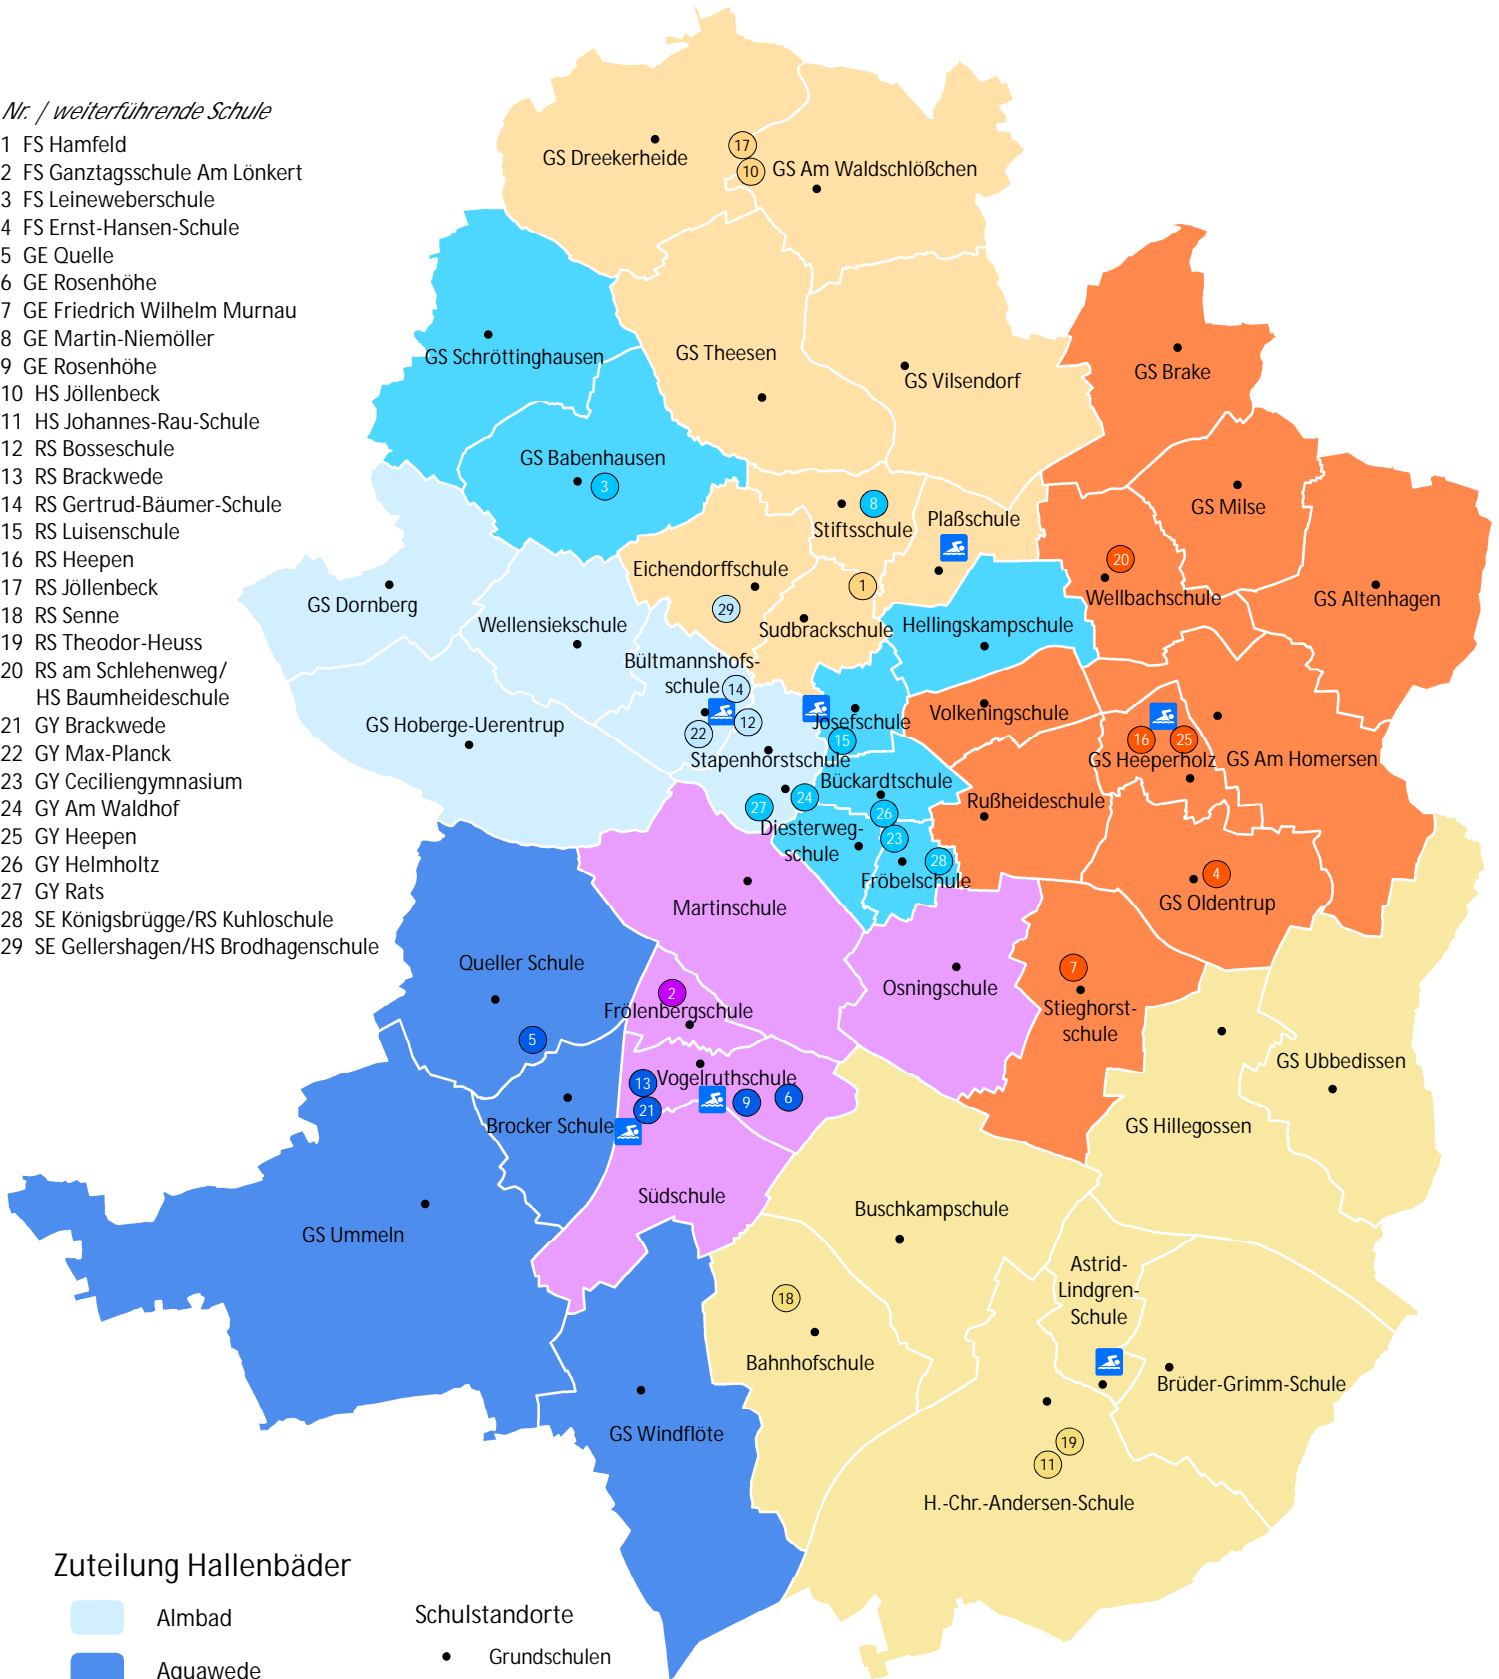 Nr. / weiterführende Schule
1 FS Hamfeld
2 FS Ganztagsschule Am Lönkert
3 FS Leineweberschule
4 FS Ernst-Hansen-Schule
5 GE Quelle
6 GE Rosenhöhe
7 GE Friedrich Wilhelm Murnau
8 GE Martin-Niemöller
9 GE Rosenhöhe
10 HS Jöllenbeck
11 HS Johannes-Rau-Schule
12 RS Bosseschule
13 RS Brackwede
14 RS Gertrud-Bäumer-Schule
15 RS Luisenschule
16 RS Heepen
17 RS Jöllenbeck
18 RS Senne
19 RS Theodor-Heuss
20 RS am Schlehenweg/
HS Baumheideschule
21 GY Brackwede
22 GY Max-Planck
23 GY Ceciliengymnasium
24 GY Am Waldhof
25 GY Heepen
26 GY Helmholtz
27 GY Rats
28 SE Königsbrügge/RS Kuhloschule
29 SE Gellershagen/HS Brodhagenschule
GS Dreekerheide
17
10
GS Am Waldschlößchen
GS Schröttinghausen
GS Theesen
GS Vilsendorf
GS Brake
GS Babenhausen
3
8
Stiftsschule
Plaßschule
GS Milse
20
Wellbachschule
GS Altenhagen
Eichendorffschule
29
1
Sudbrackschule
Hellingskampschule
GS Dornberg
Wellensiekschule
Bültmannshofs-
schule
14
12
22
GS Hoberge-Uerentrup
Josefschule
15
Volkeningschule
16
25
GS Heeperholz
GS Am Homersen
Stapenhorstschule
Bückardtschule
Rußheideschule
27
24
26
23
28
Diesterweg-
schule
Fröbelschule
4
GS Oldentrup
Martinschule
Queller Schule
5
2
Frölenbergschule
Osningschule
7
Stieghorst-
schule
GS Ubbedissen
13
Vogelruthschule
21
9
6
Brocker Schule
GS Hillegossen
Südschule
GS Ummeln
Buschkampschule
Astrid-
Lindgren-
Schule
18
Bahnhofschule
Brüder-Grimm-Schule
GS Windflöte
19
11
H.-Chr.-Andersen-Schule
Zuteilung Hallenbäder
Almbad
Aquawede
Schulstandorte
Grundschulen